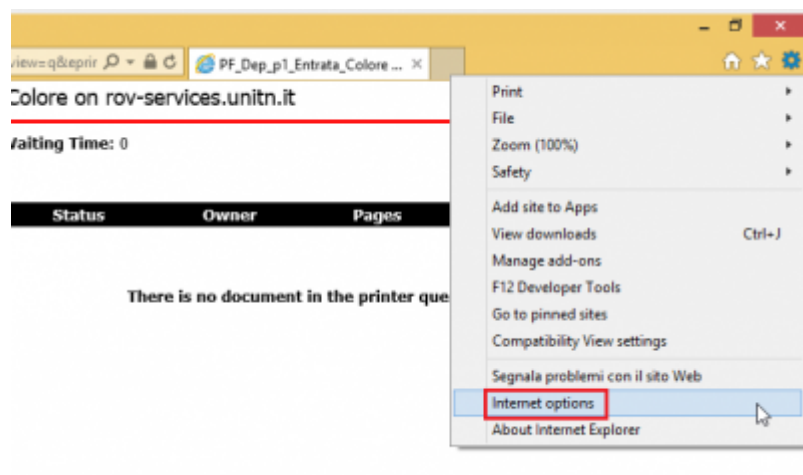 view=q&eprir
PF_Dep_p1_Entrata_Colore ...
Colore on rov-services.unitn.it
Waiting Time: 0
Status Owner Pages
There is no document in the printer que
Print
File
Zoom (100%)
Safety
Add site to Apps
View downloads Ctrl+J
Manage add-ons
F12 Developer Tools
Go to pinned sites
Compatibility View settings
Segnala problemi con il sito Web
Internet options
About Internet Explorer